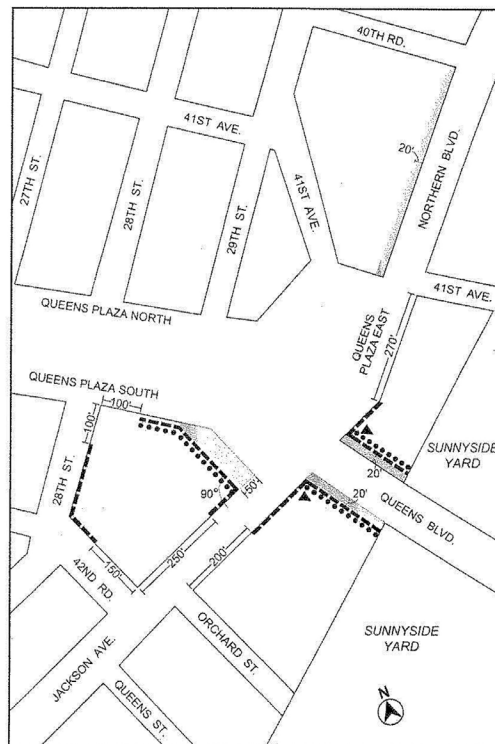 40TH RD.
41ST AVE.
20'
NORTHERN BLVD.
27TH ST.
28TH ST.
29TH ST.
41ST AVE.
41ST AVE.
QUEENS PLAZA NORTH
QUEENS
PLAZA EAST
270'
QUEENS PLAZA SOUTH
100'
100'
28TH ST.
SUNNYSIDE
YARD
20'
QUEENS BLVD.
50'
90°
20'
150'
250'
200'
42ND RD.
ORCHARD ST.
SUNNYSIDE
YARD
JACKSON AVE.
QUEENS ST.
N